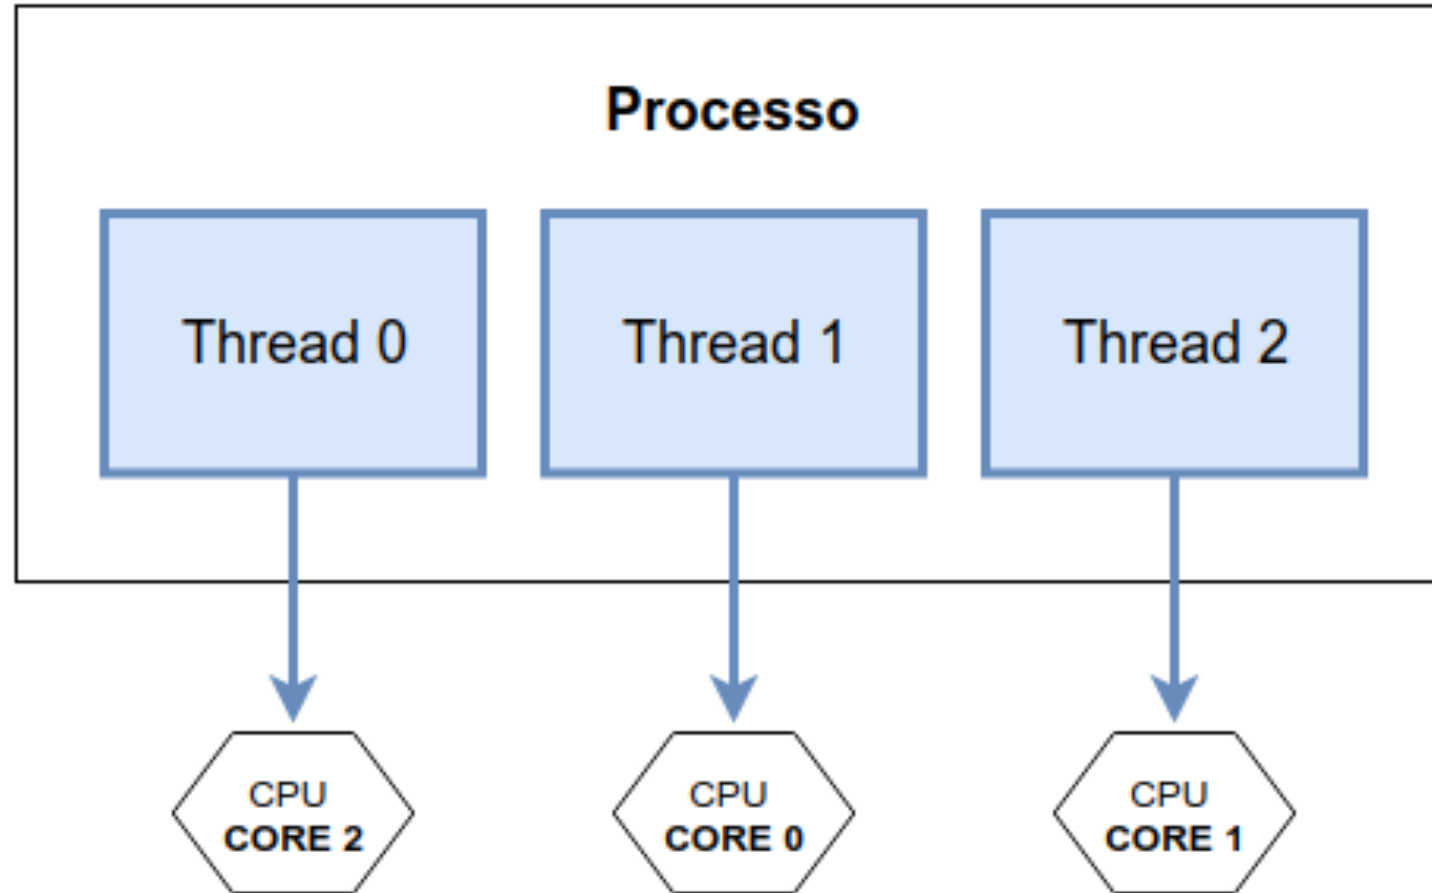 Processo
Thread 0
Thread 1
Thread 2
CPU
CORE 2
CPU
CORE 0
CPU
CORE 1